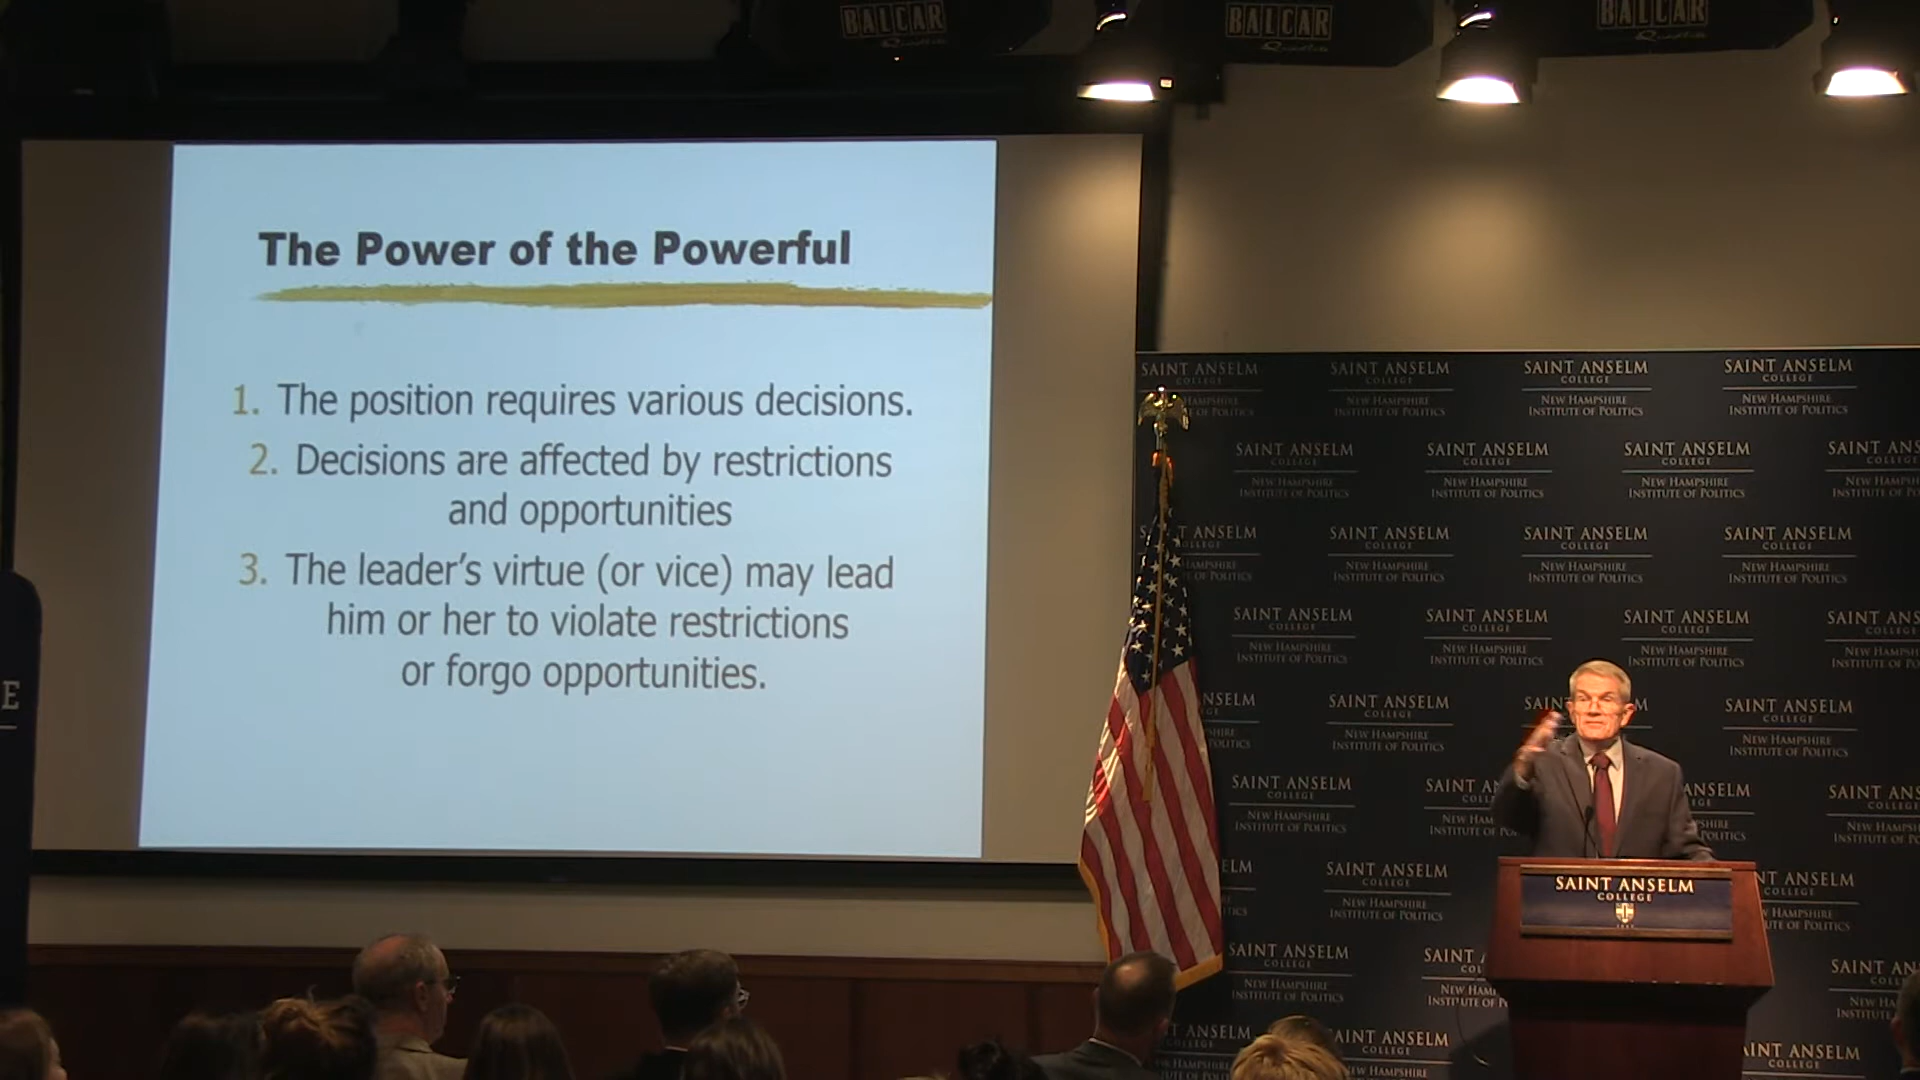 BALCAR
BALCAR
BALCAR
The Power of the Powerful
1. The position requires various decisions.
2. Decisions are affected by restrictions
and opportunities
3. The leader's virtue (or vice) may lead
him or her to violate restrictions
or forgo opportunities.
E
SAINT ANSELM
COLLEGE
NEW HAMPSHIRE
INSTITUTE OF POLITICS
SAINT ANSELM
COLLEGE